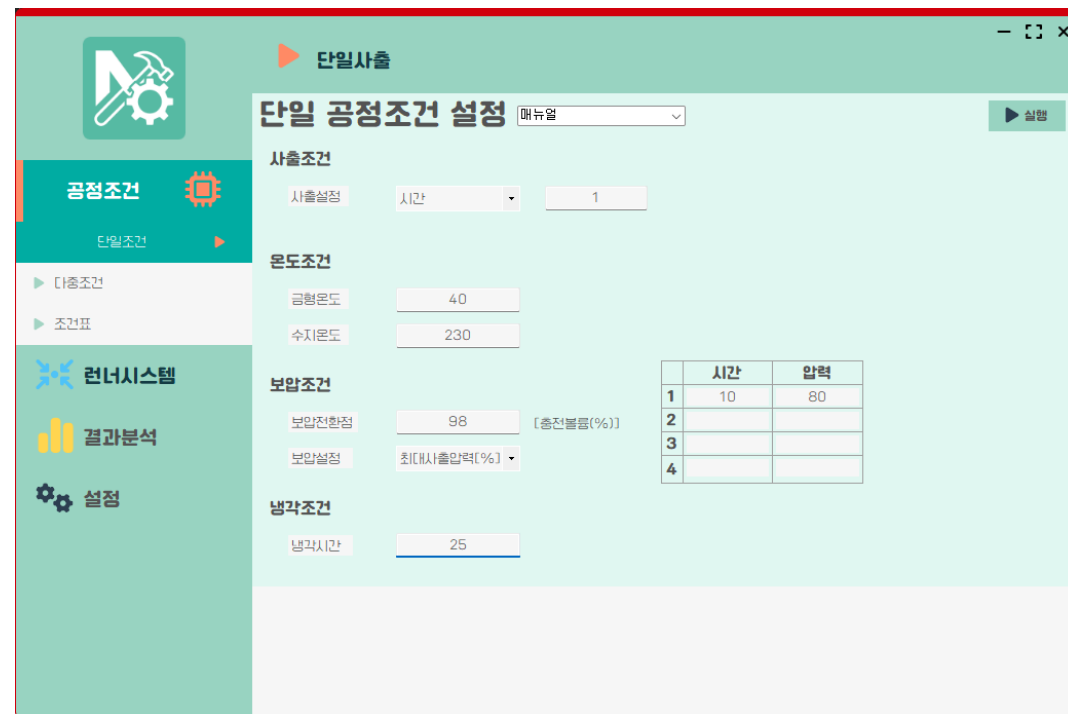 단일사출
단일 공정조건 설정 매뉴얼 실행
사출조건
사출설정 시간 1
온도조건
금형온도 40
수지온도 230
보압조건
보압전환점 98 [충전볼륨(%)]
보압설정 최대사출압력[%]
시간 압력
1 10 80
2
3
4
냉각조건
냉각시간 25
공정조건
단일조건
다중조건
조건표
런너시스템
결과분석
설정